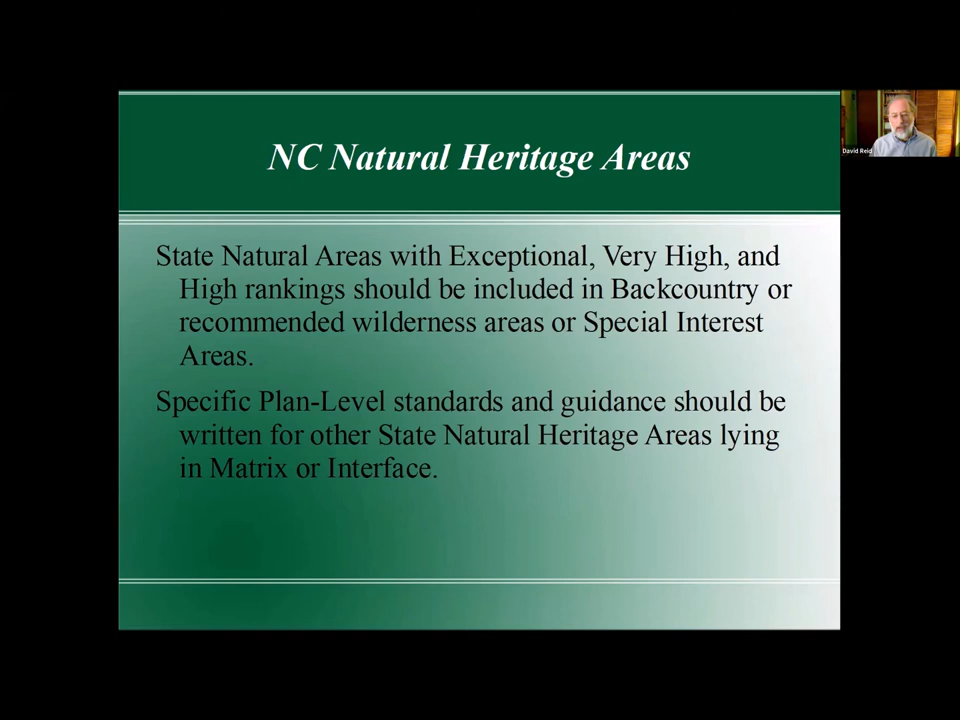 NC Natural Heritage Areas
David Reid
State Natural Areas with Exceptional, Very High, and
High rankings should be included in Backcountry or
recommended wilderness areas or Special Interest
Areas.
Specific Plan-Level standards and guidance should be
written for other State Natural Heritage Areas lying
in Matrix or Interface.